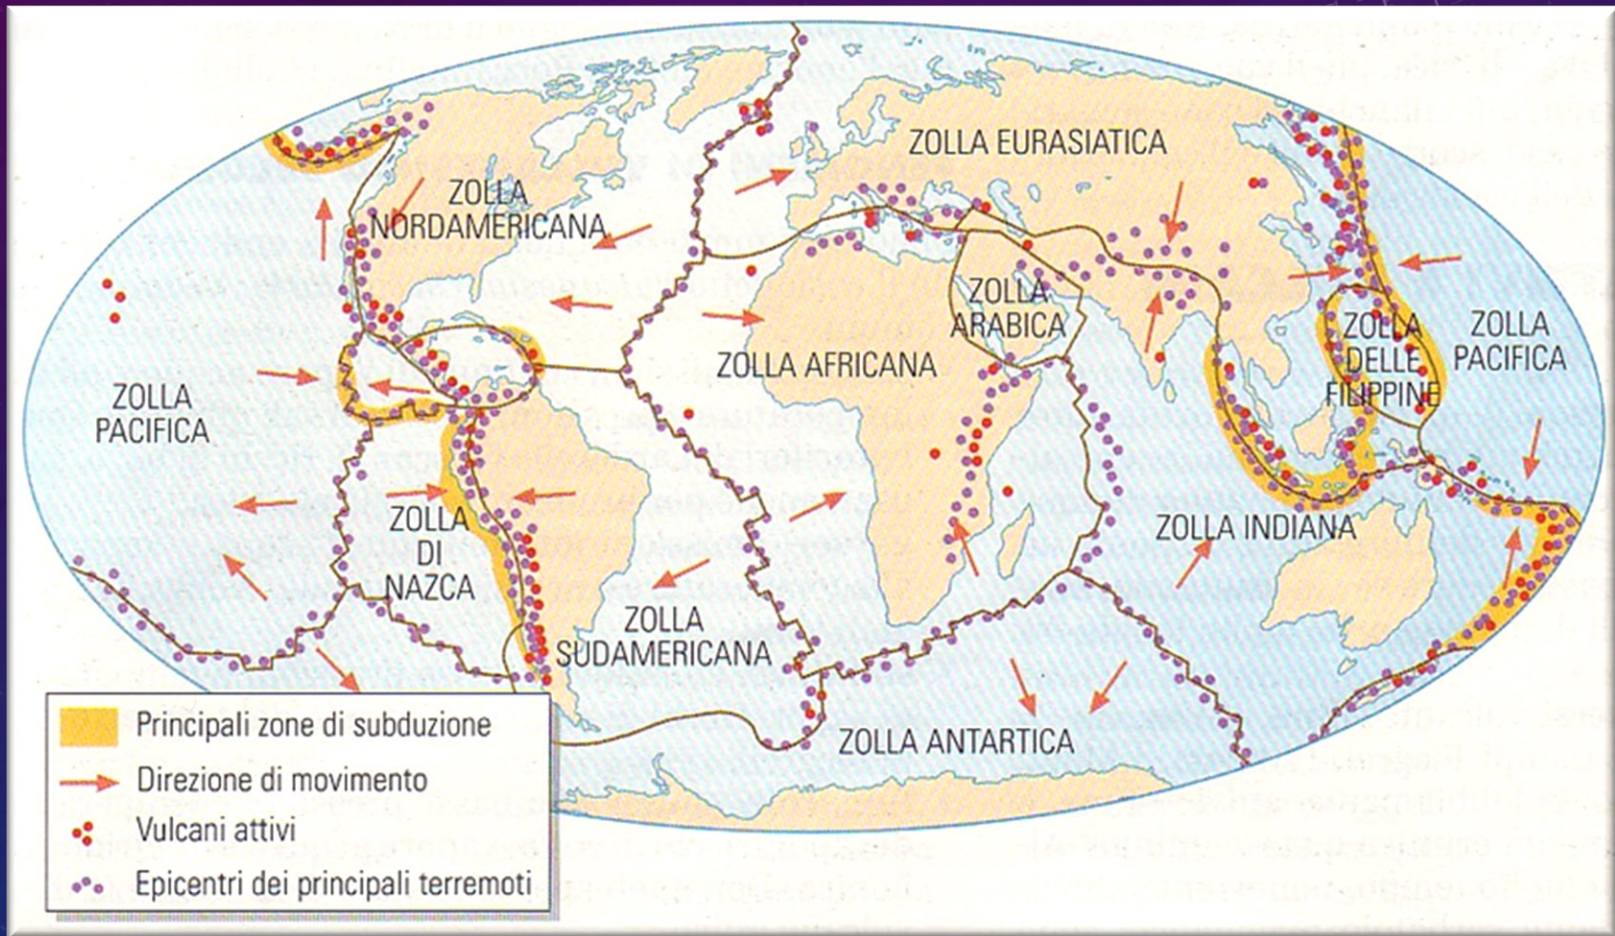 ZOLLA EURASIATICA
ZOLLA
NORDAMERICANA
ZOLLA
ARABICA
ZOLLA
DELLE
FILIPPINE
ZOLLA
PACIFICA
ZOLLA AFRICANA
ZOLLA
PACIFICA
ZOLLA
DI
NAZCA
ZOLLA INDIANA
ZOLLA
SUDAMERICANA
ZOLLA ANTARTICA
Principali zone di subduzione
Direzione di movimento
Vulcani attivi
Epicentri dei principali terremoti